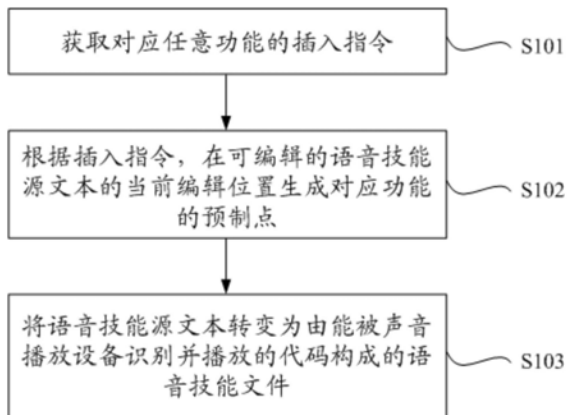 获取对应任意功能的插入指令
S101
根据插入指令，在可编辑的语音技能
源文本的当前编辑位置生成对应功能
的预制点
S102
将语音技能源文本转变为由能被声音
播放设备识别并播放的代码构成的语
音技能文件
S103